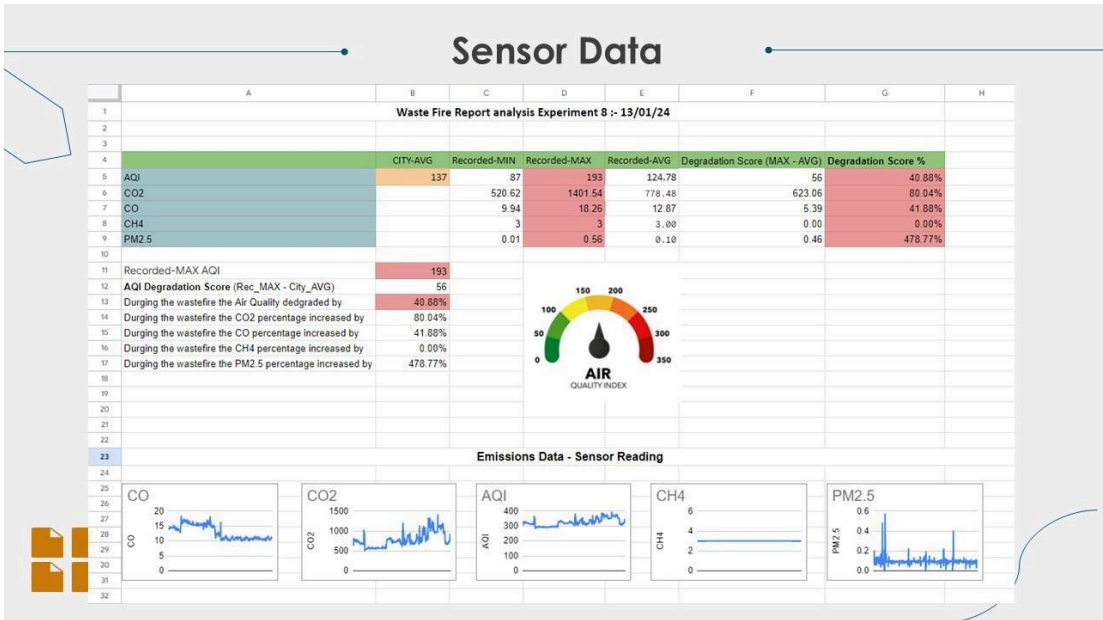 Sensor Data
A B C D E F G H
1 Waste Fire Report analysis Experiment 8 :- 13/01/24
2
3
4 CITY-AVG Recorded-MIN Recorded-MAX Recorded-AVG Degradation Score (MAX - AVG) Degradation Score %
5 AQI 137 87 193 124.78 56 40.88%
6 CO2 520.62 1401.54 778.48 623.06 80.04%
7 CO 9.94 18.26 12.87 5.39 41.88%
8 CH4 3 3 3.00 0.00 0.00%
9 PM2.5 0.01 0.56 0.10 0.46 478.77%
10
11 Recorded-MAX AQI 193
12 AQI Degradation Score (Rec_MAX - City_AVG) 56
13 Durging the wastefire the Air Quality dedgraded by 40.88%
14 Durging the wastefire the CO2 percentage increased by 80.04%
15 Durging the wastefire the CO percentage increased by 41.88%
16 Durging the wastefire the CH4 percentage increased by 0.00%
17 Durging the wastefire the PM2.5 percentage increased by 478.77%
18
19
20
21
22
0 50 100 150 200 250 300 350
AIR
QUALITY INDEX
23 Emissions Data - Sensor Reading
24
25
26
27
28
29
30
31
32
CO
CO
20
15
10
5
0
CO2
CO2
1500
1000
500
0
AQI
AQI
400
300
200
100
0
CH4
CH4
6
4
2
0
PM2.5
PM2.5
0.6
0.4
0.2
0.0